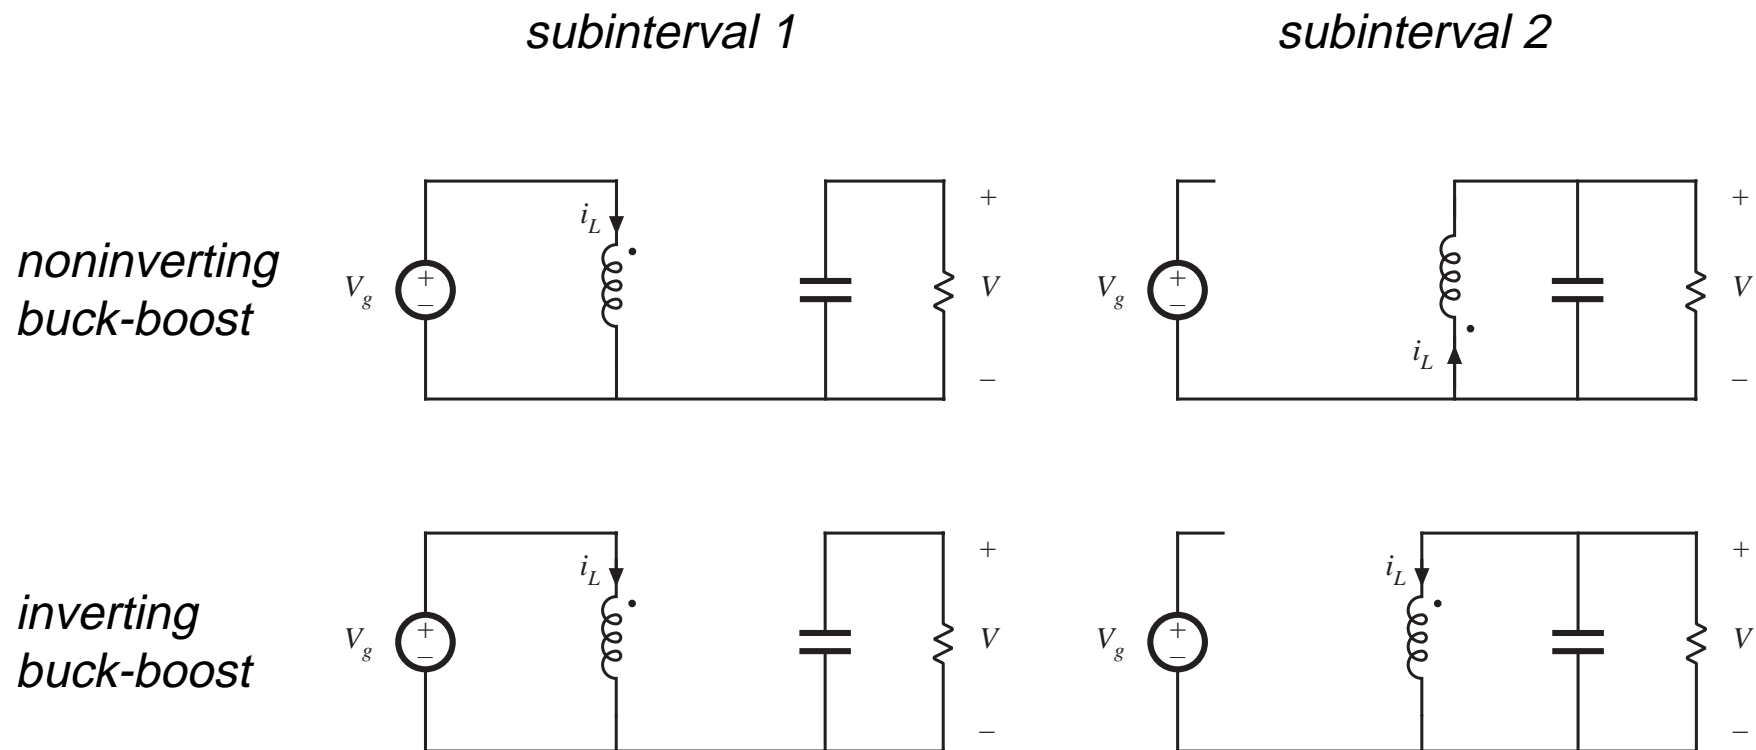 subinterval 1
subinterval 2
noninverting
buck-boost
V_g
+
−
i_L
+
V
−
V_g
+
−
i_L
+
V
−
inverting
buck-boost
V_g
+
−
i_L
+
V
−
V_g
+
−
i_L
+
V
−